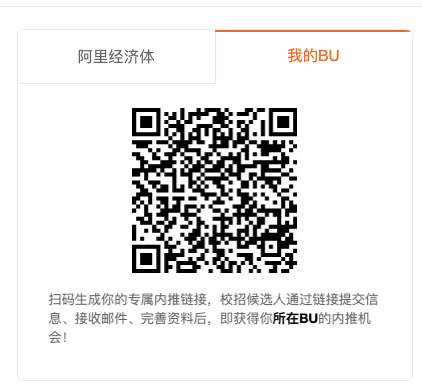 阿里经济体
我的BU
扫码生成你的专属内推链接，校招候选人通过链接提交信
息、接收邮件、完善资料后，即获得你所在BU的内推机
会！